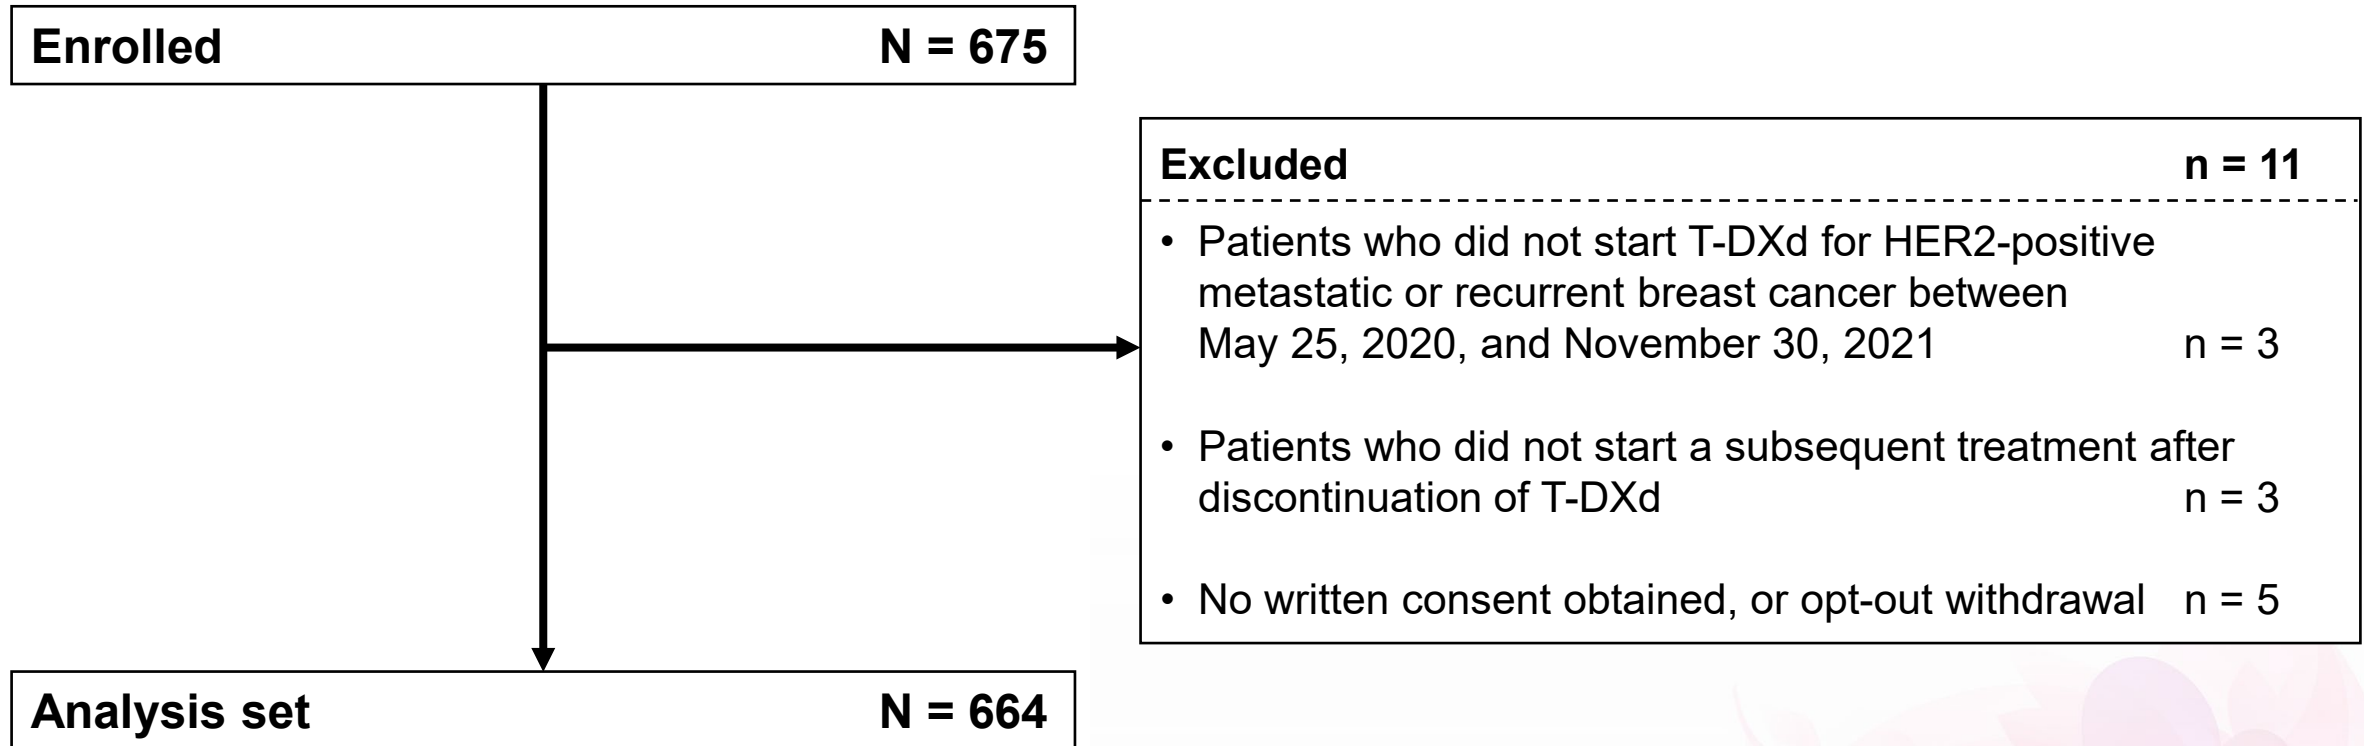 Enrolled N = 675
Excluded n = 11
• Patients who did not start T-DXd for HER2-positive
metastatic or recurrent breast cancer between
May 25, 2020, and November 30, 2021 n = 3
• Patients who did not start a subsequent treatment after
discontinuation of T-DXd n = 3
• No written consent obtained, or opt-out withdrawal n = 5
Analysis set N = 664